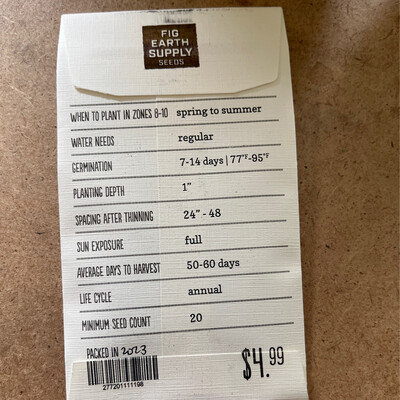 FIG
EARTH
SUPPLY
SEEDS
WHEN TO PLANT IN ZONES 8-10 spring to summer
WATER NEEDS regular
GERMINATION 7-14 days | 77°F-95°F
PLANTING DEPTH 1"
SPACING AFTER THINNING 24" - 48
SUN EXPOSURE full
AVERAGE DAYS TO HARVEST 50-60 days
LIFE CYCLE annual
MINIMUM SEED COUNT 20
PACKED IN 2023
$4.99
277201111198